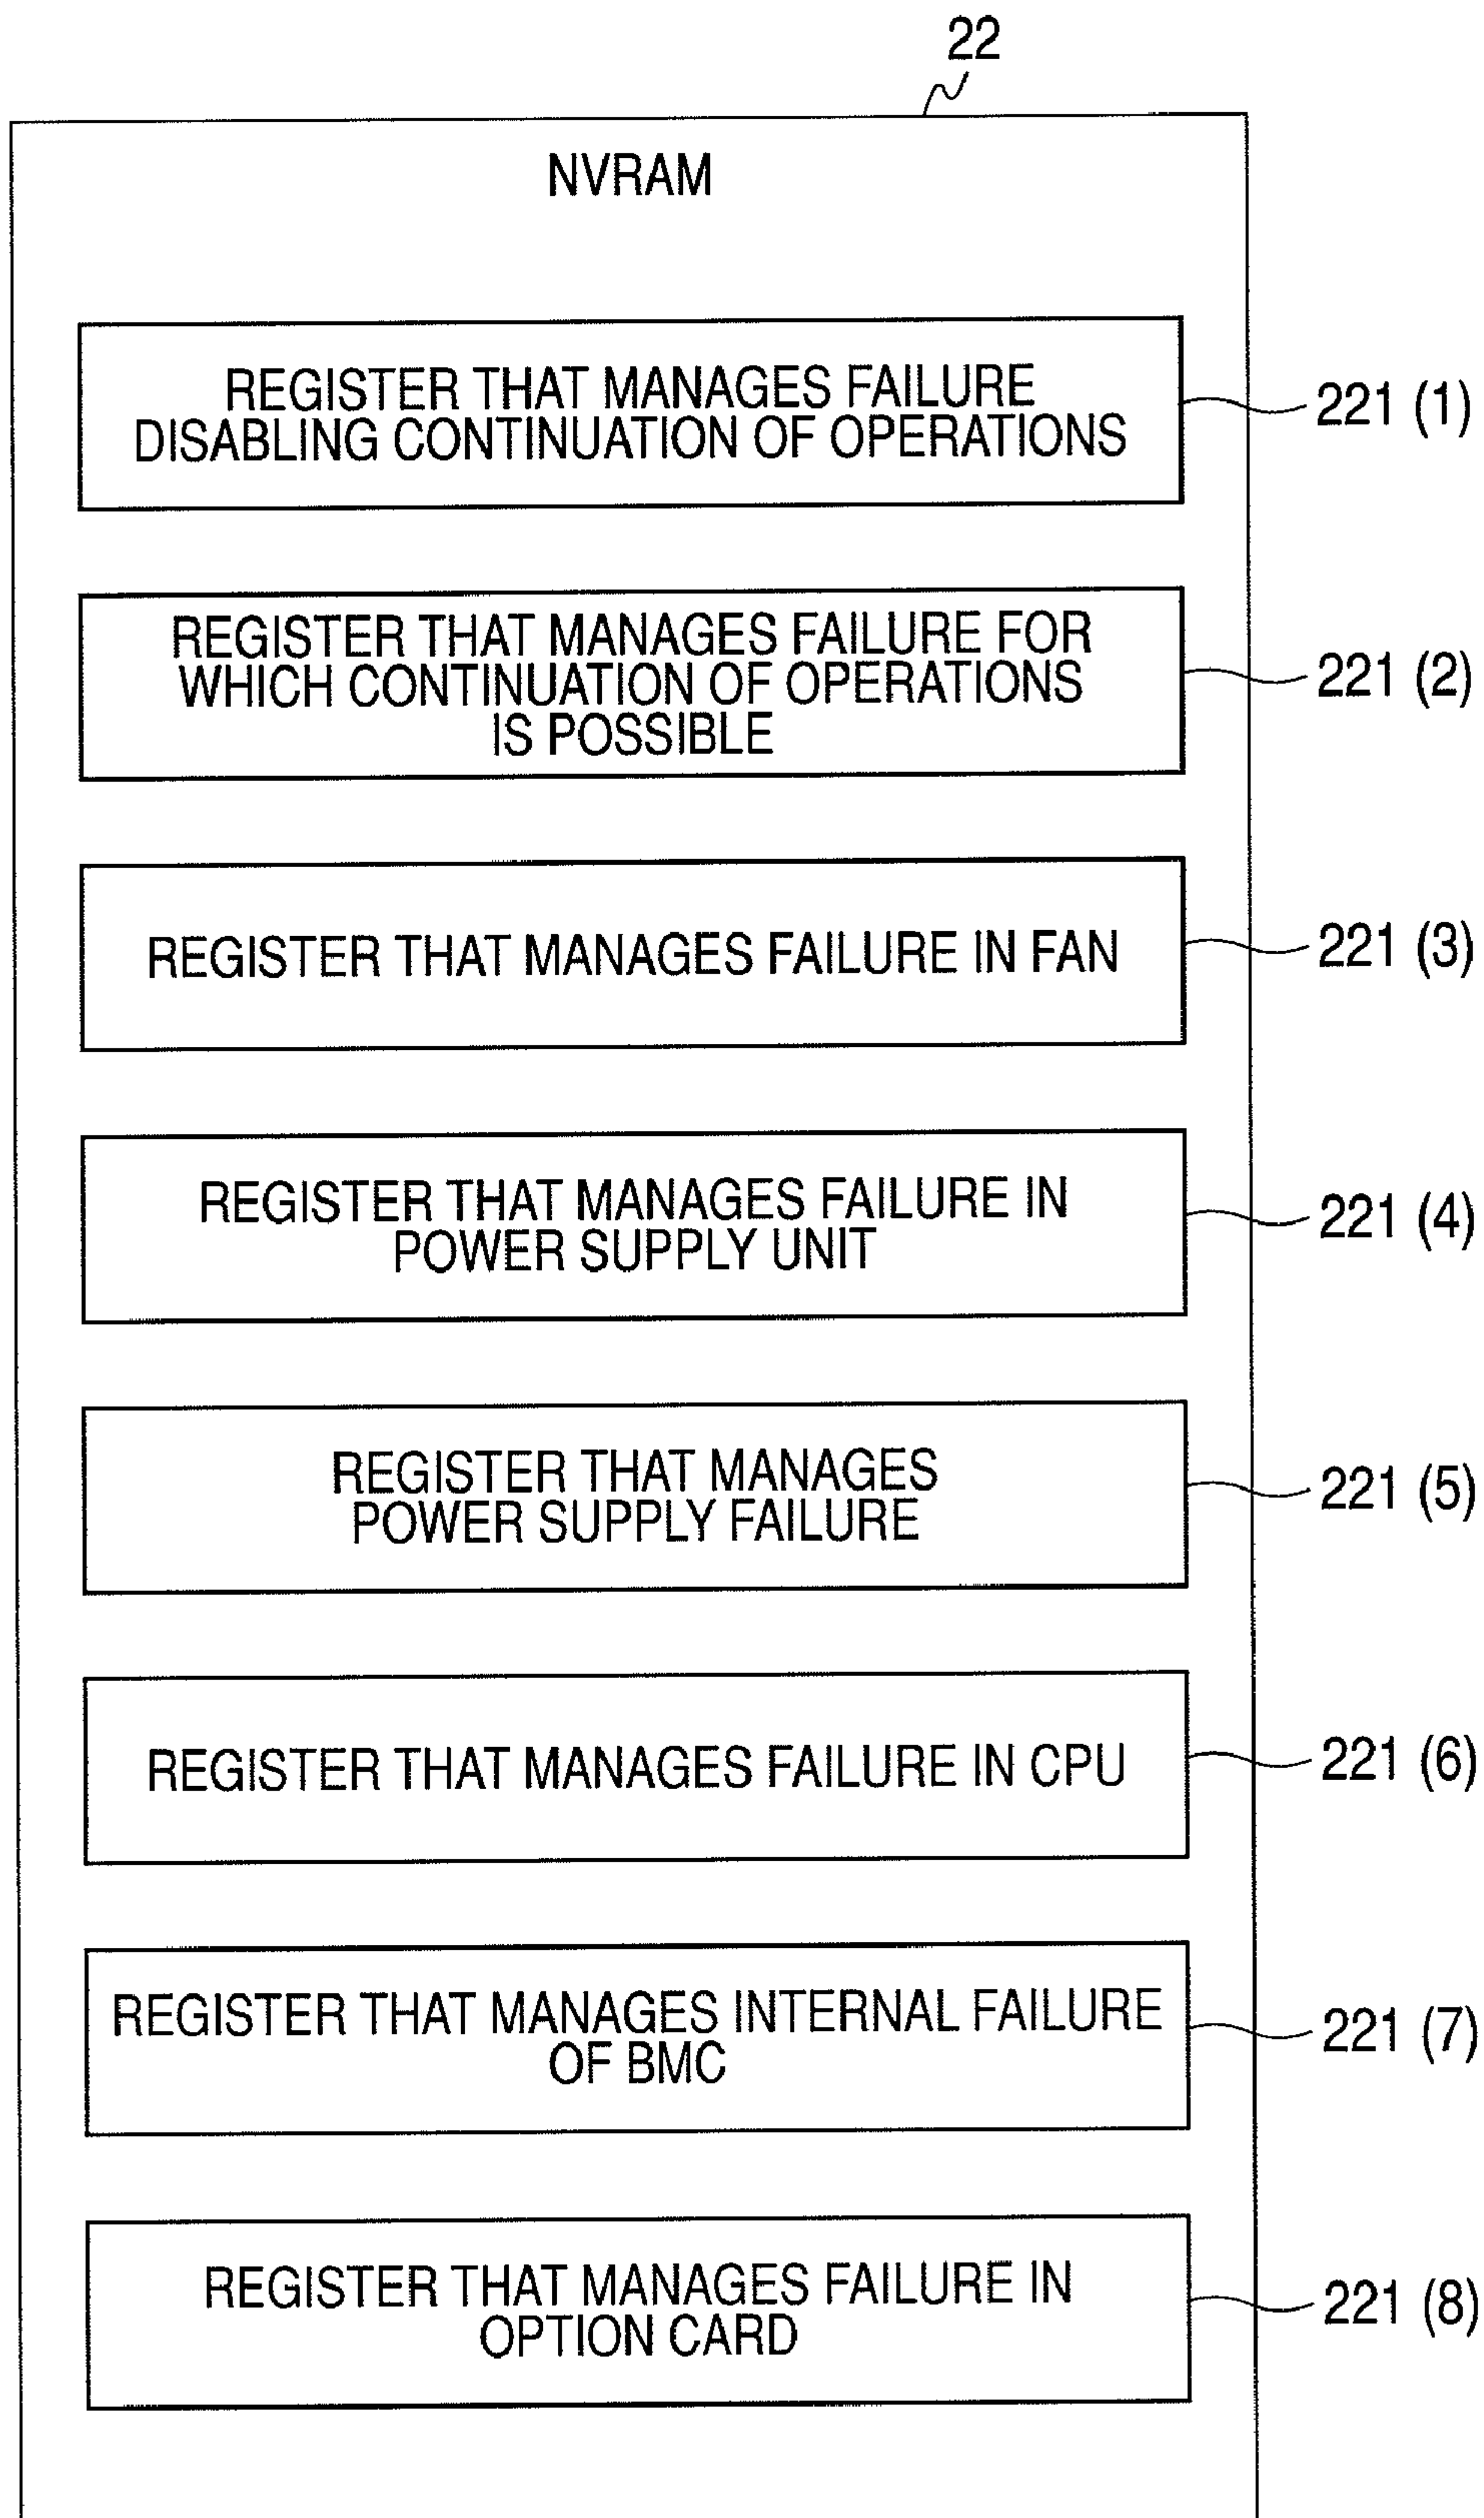 22
NVRAM
REGISTER THAT MANAGES FAILURE
DISABLING CONTINUATION OF OPERATIONS
221 (1)
REGISTER THAT MANAGES FAILURE FOR
WHICH CONTINUATION OF OPERATIONS
IS POSSIBLE
221 (2)
REGISTER THAT MANAGES FAILURE IN FAN
221 (3)
REGISTER THAT MANAGES FAILURE IN
POWER SUPPLY UNIT
221 (4)
REGISTER THAT MANAGES
POWER SUPPLY FAILURE
221 (5)
REGISTER THAT MANAGES FAILURE IN CPU
221 (6)
REGISTER THAT MANAGES INTERNAL FAILURE
OF BMC
221 (7)
REGISTER THAT MANAGES FAILURE IN
OPTION CARD
221 (8)